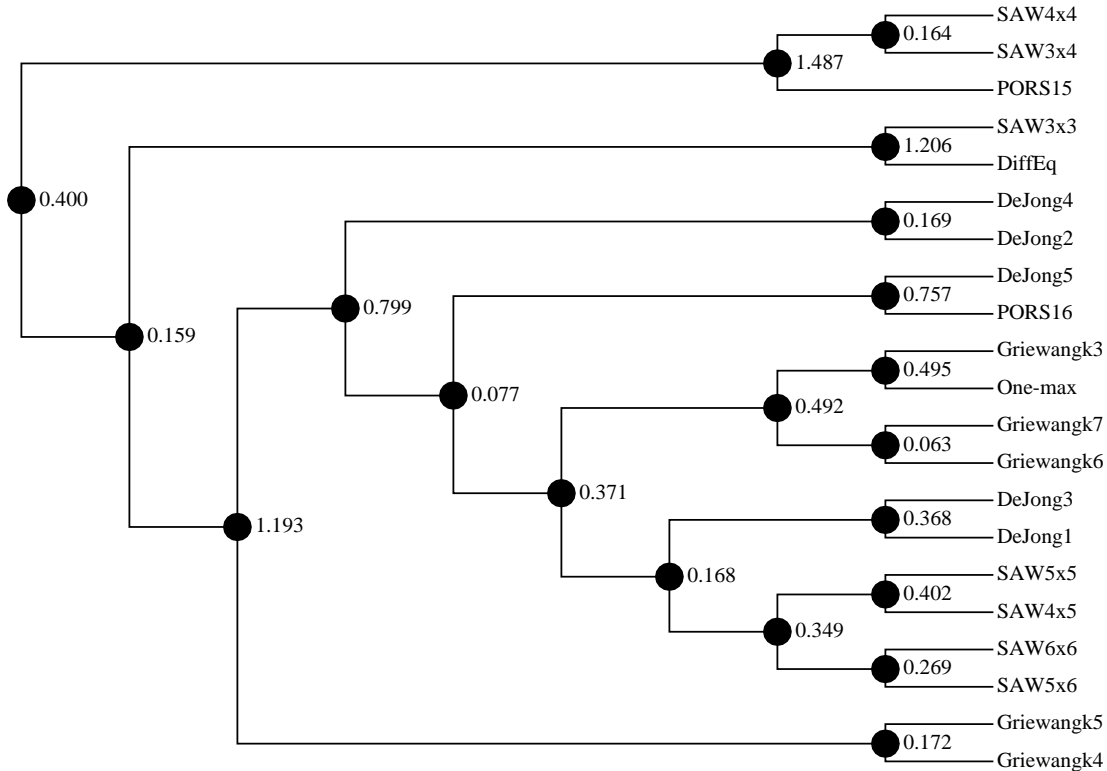 SAW4x4
0.164
SAW3x4
1.487
PORS15
SAW3x3
1.206
DiffEq
0.400
DeJong4
0.169
DeJong2
DeJong5
0.757
PORS16
0.799
0.159
Griewangk3
0.495
One-max
0.077
0.492
Griewangk7
0.063
Griewangk6
0.371
DeJong3
0.368
1.193
DeJong1
0.168
SAW5x5
0.402
SAW4x5
0.349
SAW6x6
0.269
SAW5x6
Griewangk5
0.172
Griewangk4